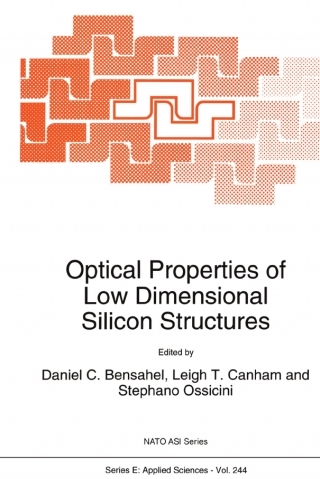 Optical Properties of
Low Dimensional
Silicon Structures
Edited by
Daniel C. Bensahel, Leigh T. Canham and
Stephano Ossicini
NATO ASI Series
Series E: Applied Sciences - Vol. 244